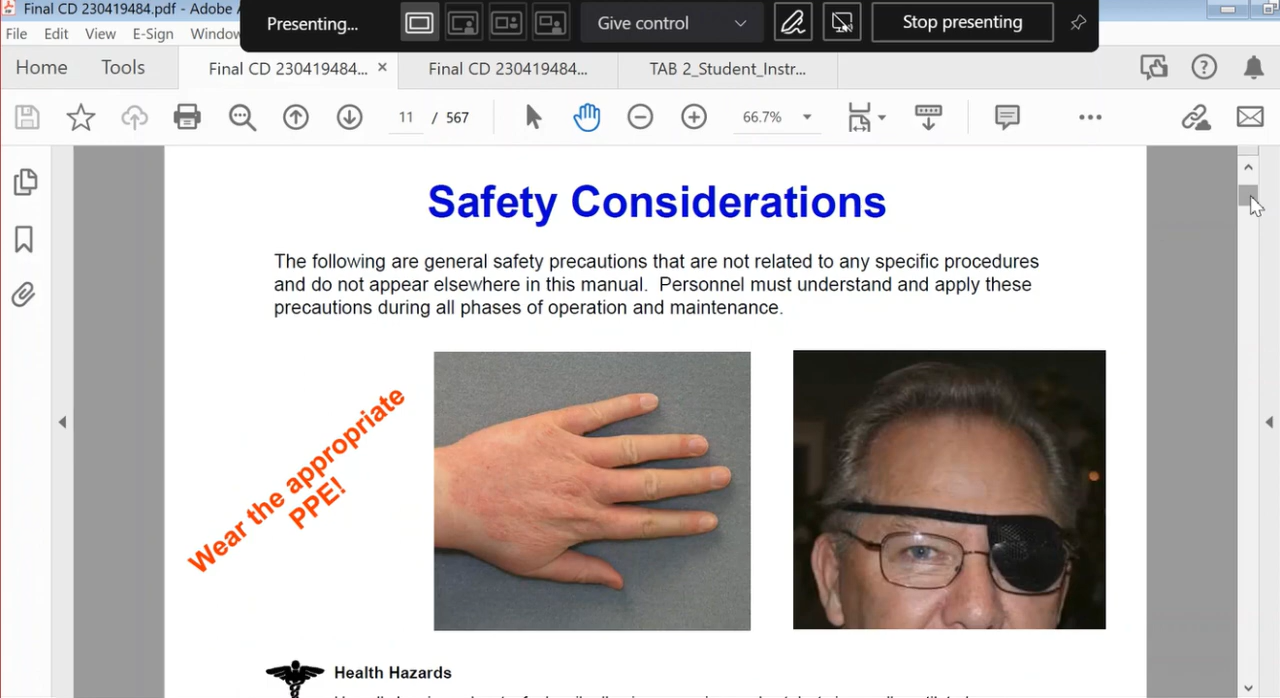 Final CD 230419484.pdf - Adobe A
Presenting...
Give control
Stop presenting
File Edit View E-Sign Window
Home Tools
Final CD 230419484... ×
Final CD 230419484...
TAB 2_Student_Instr...
11 / 567
66.7%
Safety Considerations
The following are general safety precautions that are not related to any specific procedures
and do not appear elsewhere in this manual. Personnel must understand and apply these
precautions during all phases of operation and maintenance.
Wear the appropriate
PPE!
Health Hazards